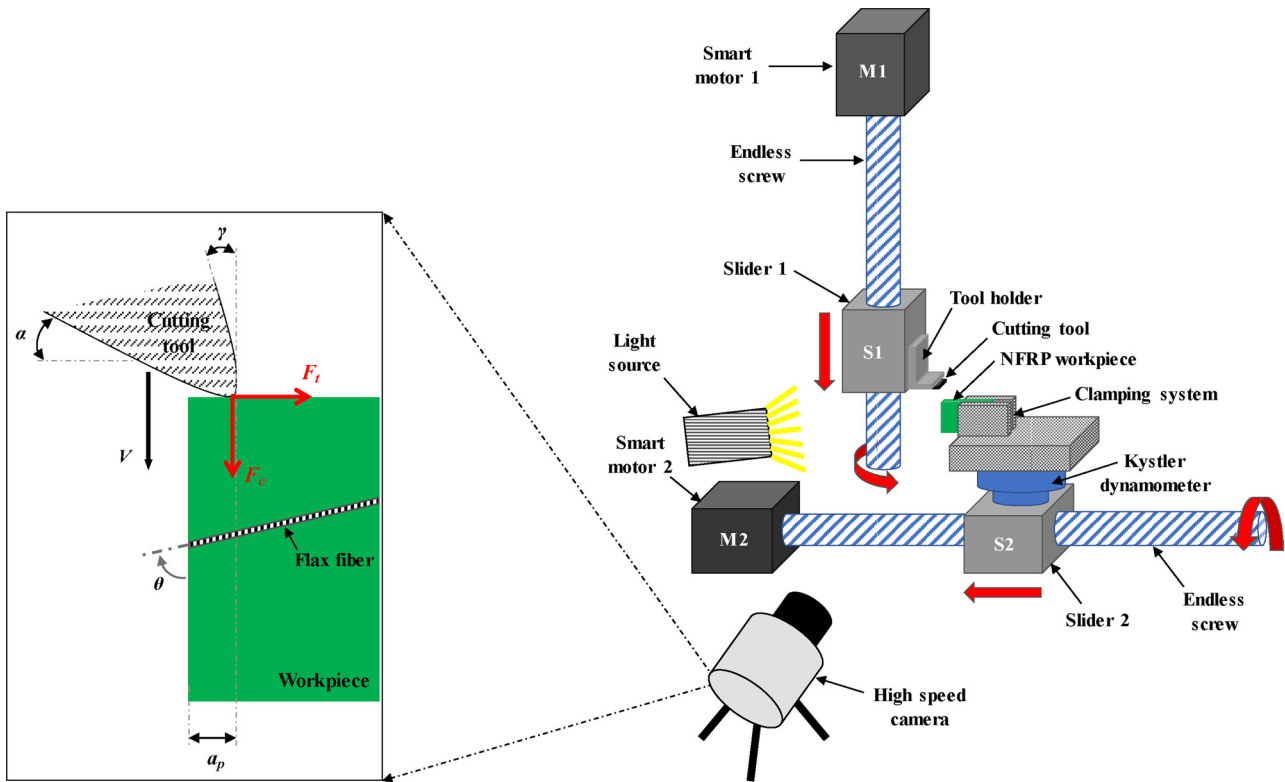 γ
α
Cutting
tool
F_t
V
F_c
Flax fiber
θ
Workpiece
a_p
Smart
motor 1
M1
Endless
screw
Slider 1
Tool holder
Cutting tool
S1
NFRP workpiece
Light
source
Clamping system
Smart
motor 2
Kystler
dynamometer
M2
S2
Slider 2
Endless
screw
High speed
camera